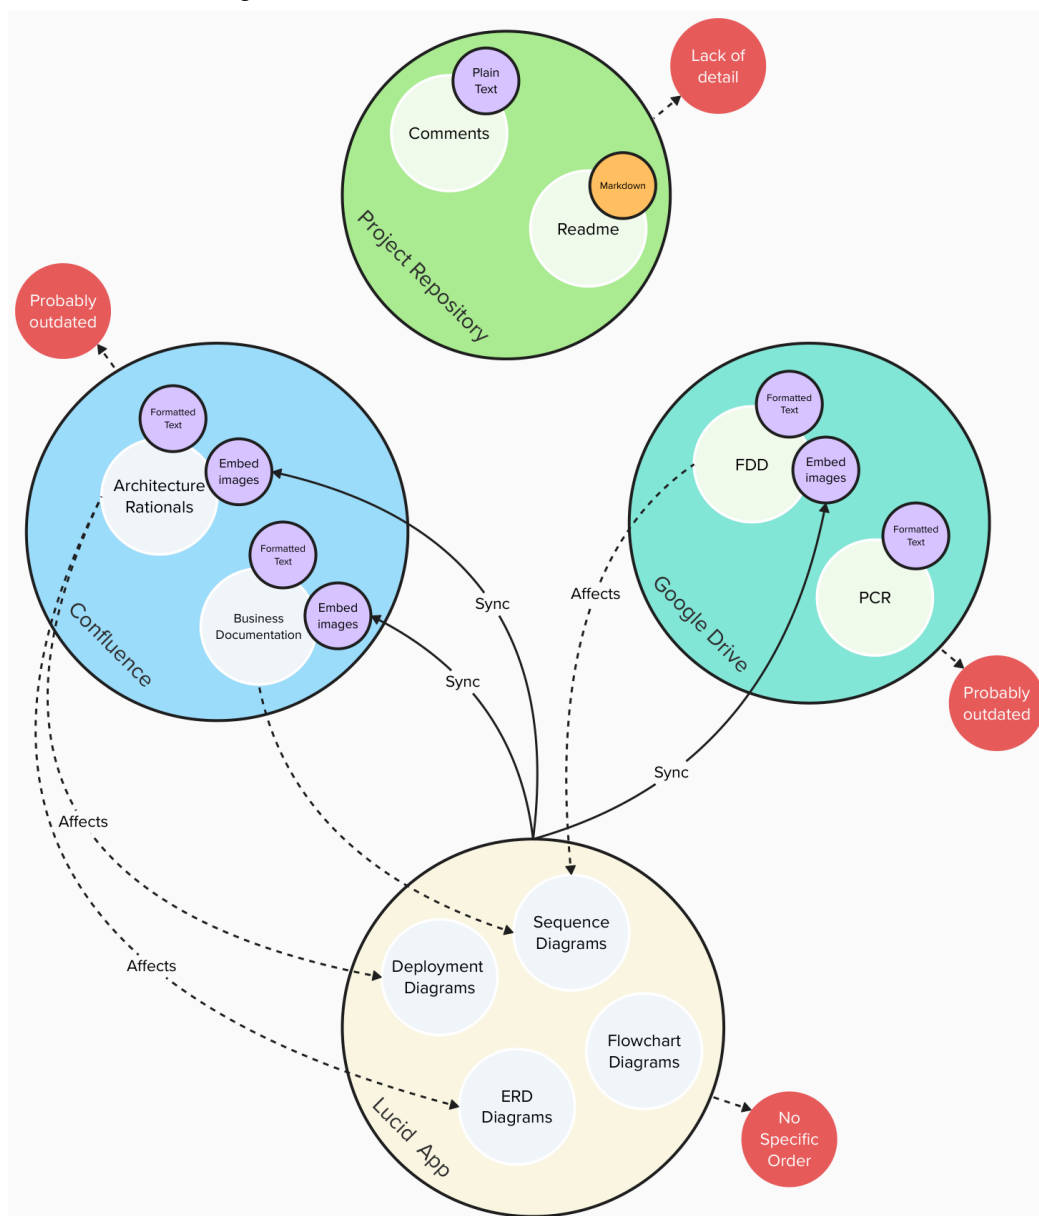 Lack of
detail
Plain
Text
Comments
Markdown
Readme
Project Repository
Probably
outdated
Formatted
Text
Embed
images
Architecture
Rationals
Formatted
Text
Embed
images
Business
Documentation
Confluence
Formatted
Text
FDD
Embed
images
Formatted
Text
PCR
Google Drive
Probably
outdated
Affects
Sync
Sync
Sync
Affects
Affects
Sequence
Diagrams
Deployment
Diagrams
Flowchart
Diagrams
ERD
Diagrams
Lucid App
No
Specific
Order